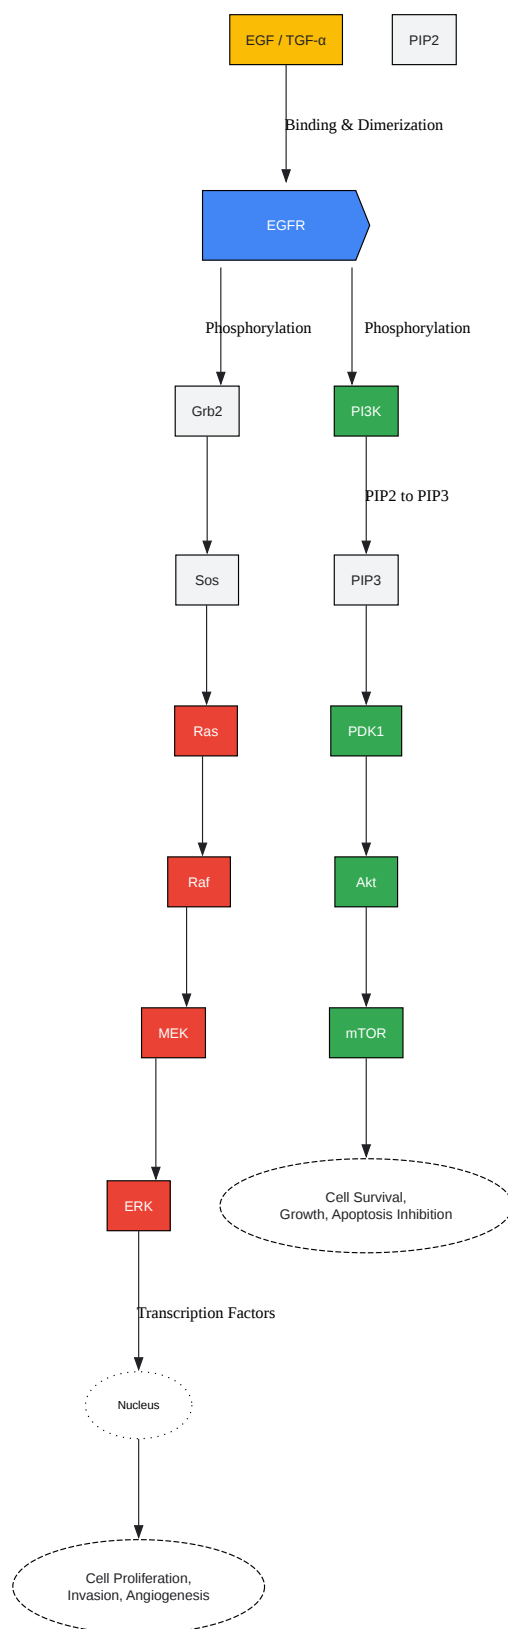 EGF / TGF-α
PIP2
Binding & Dimerization
EGFR
Phosphorylation
Phosphorylation
Grb2
PI3K
PIP2 to PIP3
Sos
PIP3
Ras
PDK1
Raf
Akt
MEK
mTOR
ERK
Cell Survival,
Growth, Apoptosis Inhibition
Transcription Factors
Nucleus
Cell Proliferation,
Invasion, Angiogenesis